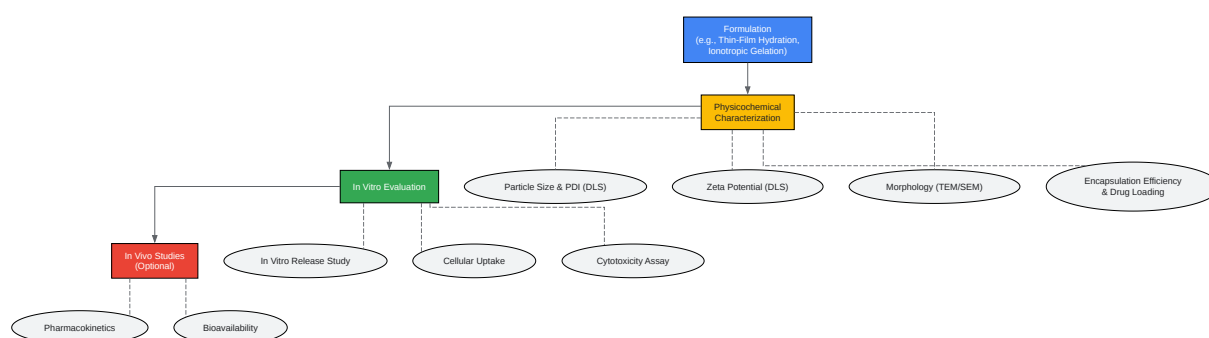 Formulation
(e.g., Thin-Film Hydration,
Ionotropic Gelation)
Physicochemical
Characterization
In Vitro Evaluation
Particle Size & PDI (DLS)
Zeta Potential (DLS)
Morphology (TEM/SEM)
Encapsulation Efficiency
& Drug Loading
In Vivo Studies
(Optional)
In Vitro Release Study
Cellular Uptake
Cytotoxicity Assay
Pharmacokinetics
Bioavailability